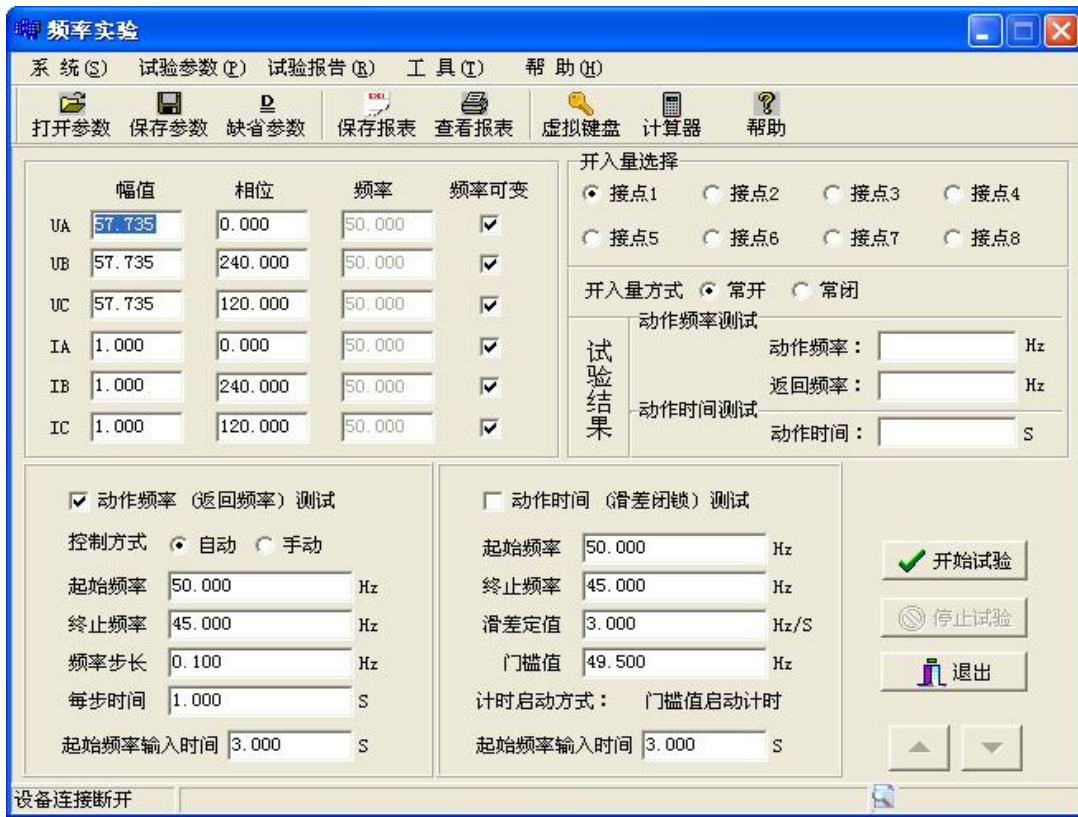 频率实验
系 统(S) 试验参数(P) 试验报告(R) 工 具(T) 帮 助(H)
打开参数 保存参数 缺省参数 保存报表 查看报表 虚拟键盘 计算器 帮助
幅值 相位 频率 频率可变
UA 57.735 0.000 50.000
UB 57.735 240.000 50.000
UC 57.735 120.000 50.000
IA 1.000 0.000 50.000
IB 1.000 240.000 50.000
IC 1.000 120.000 50.000
开入量选择
接点1 接点2 接点3 接点4
接点5 接点6 接点7 接点8
开入量方式 常开 常闭
试验结果
动作频率测试
动作频率： Hz
返回频率： Hz
动作时间测试
动作时间： S
动作频率（返回频率）测试
控制方式 自动 手动
起始频率 50.000 Hz
终止频率 45.000 Hz
频率步长 0.100 Hz
每步时间 1.000 S
起始频率输入时间 3.000 S
动作时间（滑差闭锁）测试
起始频率 50.000 Hz
终止频率 45.000 Hz
滑差定值 3.000 Hz/S
门槛值 49.500 Hz
计时启动方式： 门槛值启动计时
起始频率输入时间 3.000 S
开始试验
停止试验
退出
设备连接断开